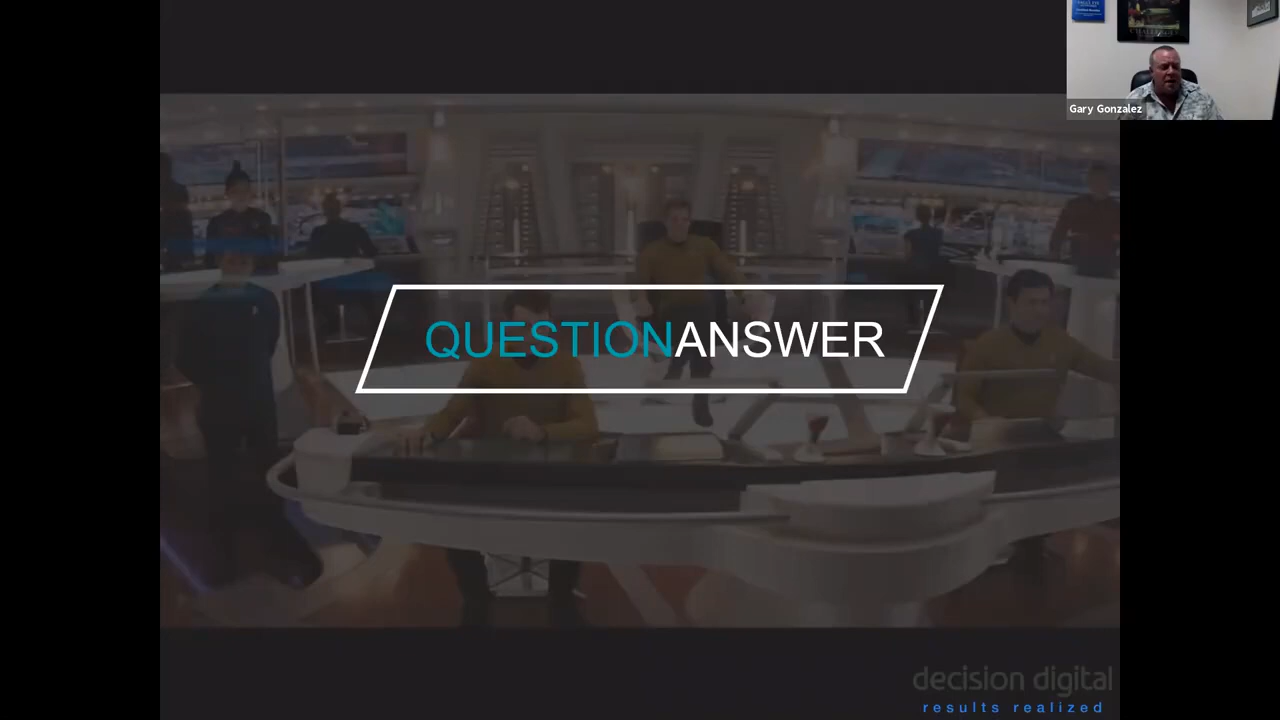 Gary Gonzalez
QUESTIONANSWER
decision digital
results realized